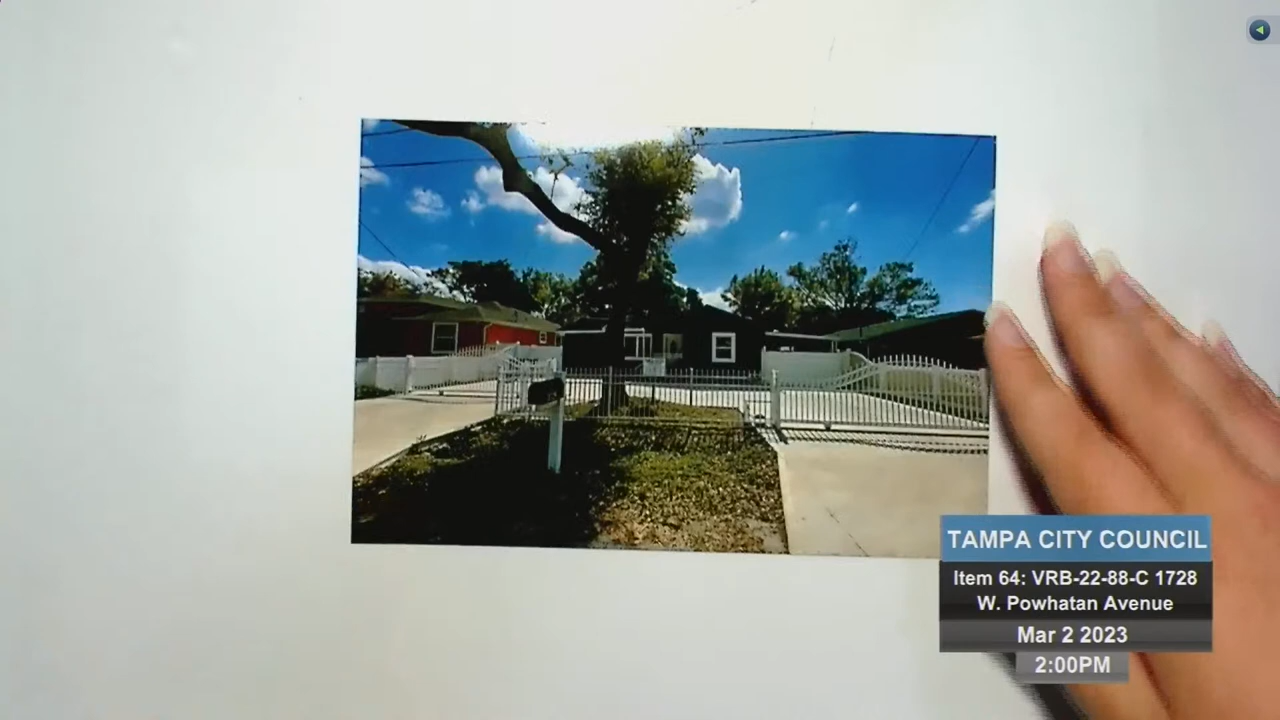 TAMPA CITY COUNCIL
Item 64: VRB-22-88-C 1728
W. Powhatan Avenue
Mar 2 2023
2:00PM